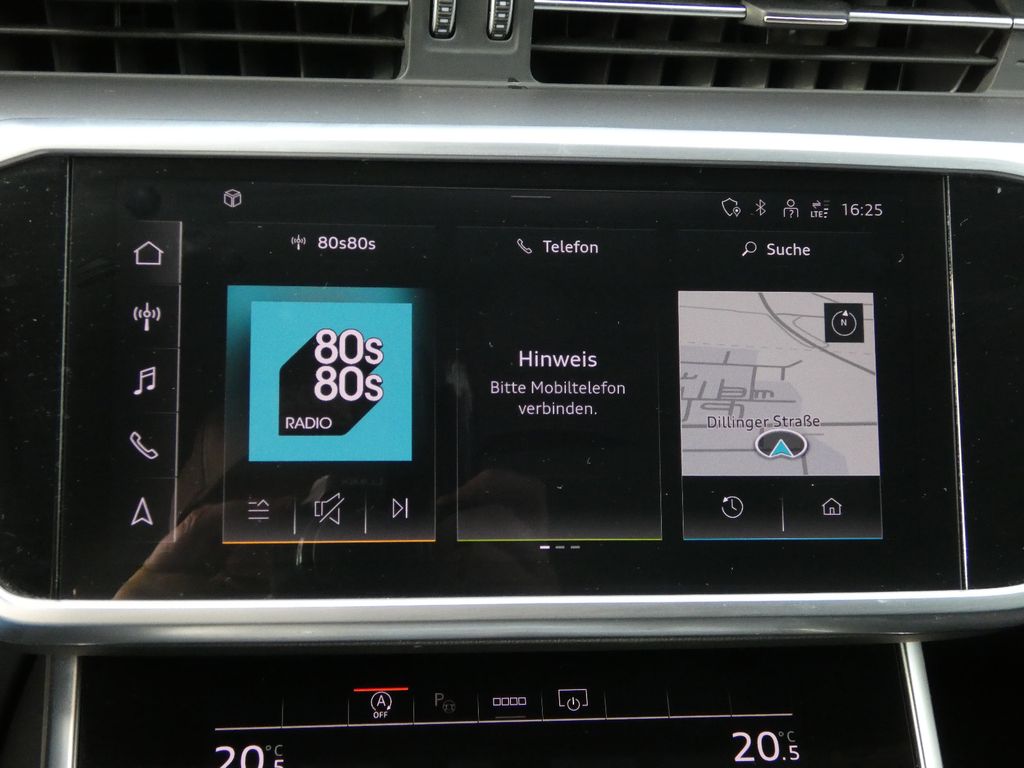 LTE
16:25
80s80s
Telefon
Suche
80s
80s
RADIO
Hinweis
Bitte Mobiltelefon
verbinden.
N
Dillinger Straße
A
OFF
P
20.5 °C
20.5 °C